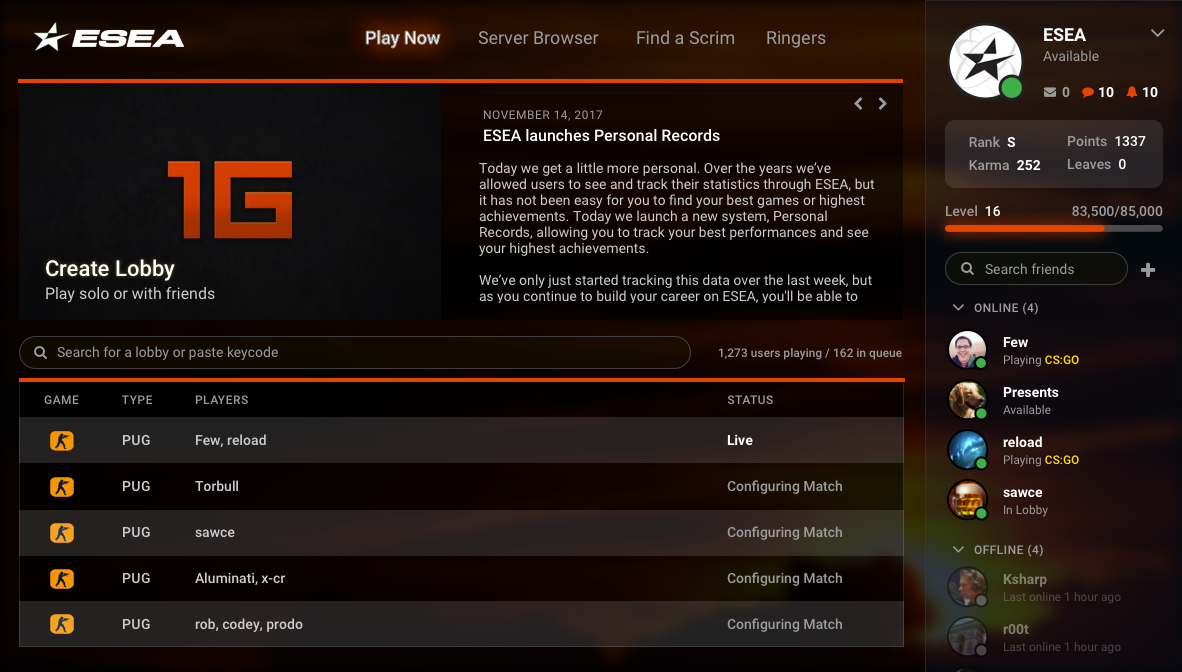 ESEA
Play Now
Server Browser
Find a Scrim
Ringers
1G
Create Lobby
Play solo or with friends
NOVEMBER 14, 2017
ESEA launches Personal Records
Today we get a little more personal. Over the years we've
allowed users to see and track their statistics through ESEA, but
it has not been easy for you to find your best games or highest
achievements. Today we launch a new system, Personal
Records, allowing you to track your best performances and see
your highest achievements.
We've only just started tracking this data over the last week, but
as you continue to build your career on ESEA, you'll be able to
Search for a lobby or paste keycode
1,273 users playing / 162 in queue
GAME TYPE PLAYERS STATUS
PUG Few, reload Live
PUG Torbull Configuring Match
PUG sawce Configuring Match
PUG Aluminati, x-cr Configuring Match
PUG rob, codey, prodo Configuring Match
ESEA
Available
0 10 10
Rank S Points 1337
Karma 252 Leaves 0
Level 16 83,500/85,000
Search friends
ONLINE (4)
Few
Playing CS:GO
Presents
Available
reload
Playing CS:GO
sawce
In Lobby
OFFLINE (4)
Ksharp
Last online 1 hour ago
r00t
Last online 1 hour ago